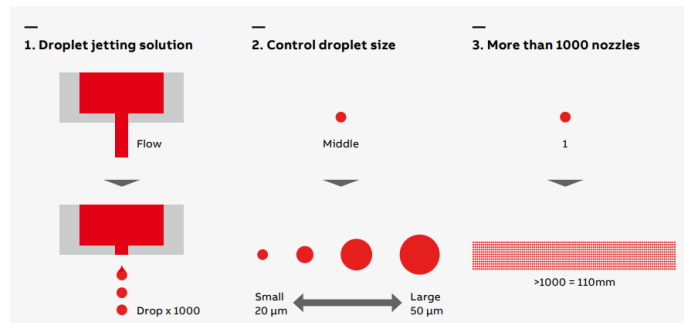 1. Droplet jetting solution
Flow
Drop x 1000
2. Control droplet size
Middle
Small
20 µm
Large
50 µm
3. More than 1000 nozzles
1
>1000 = 110mm